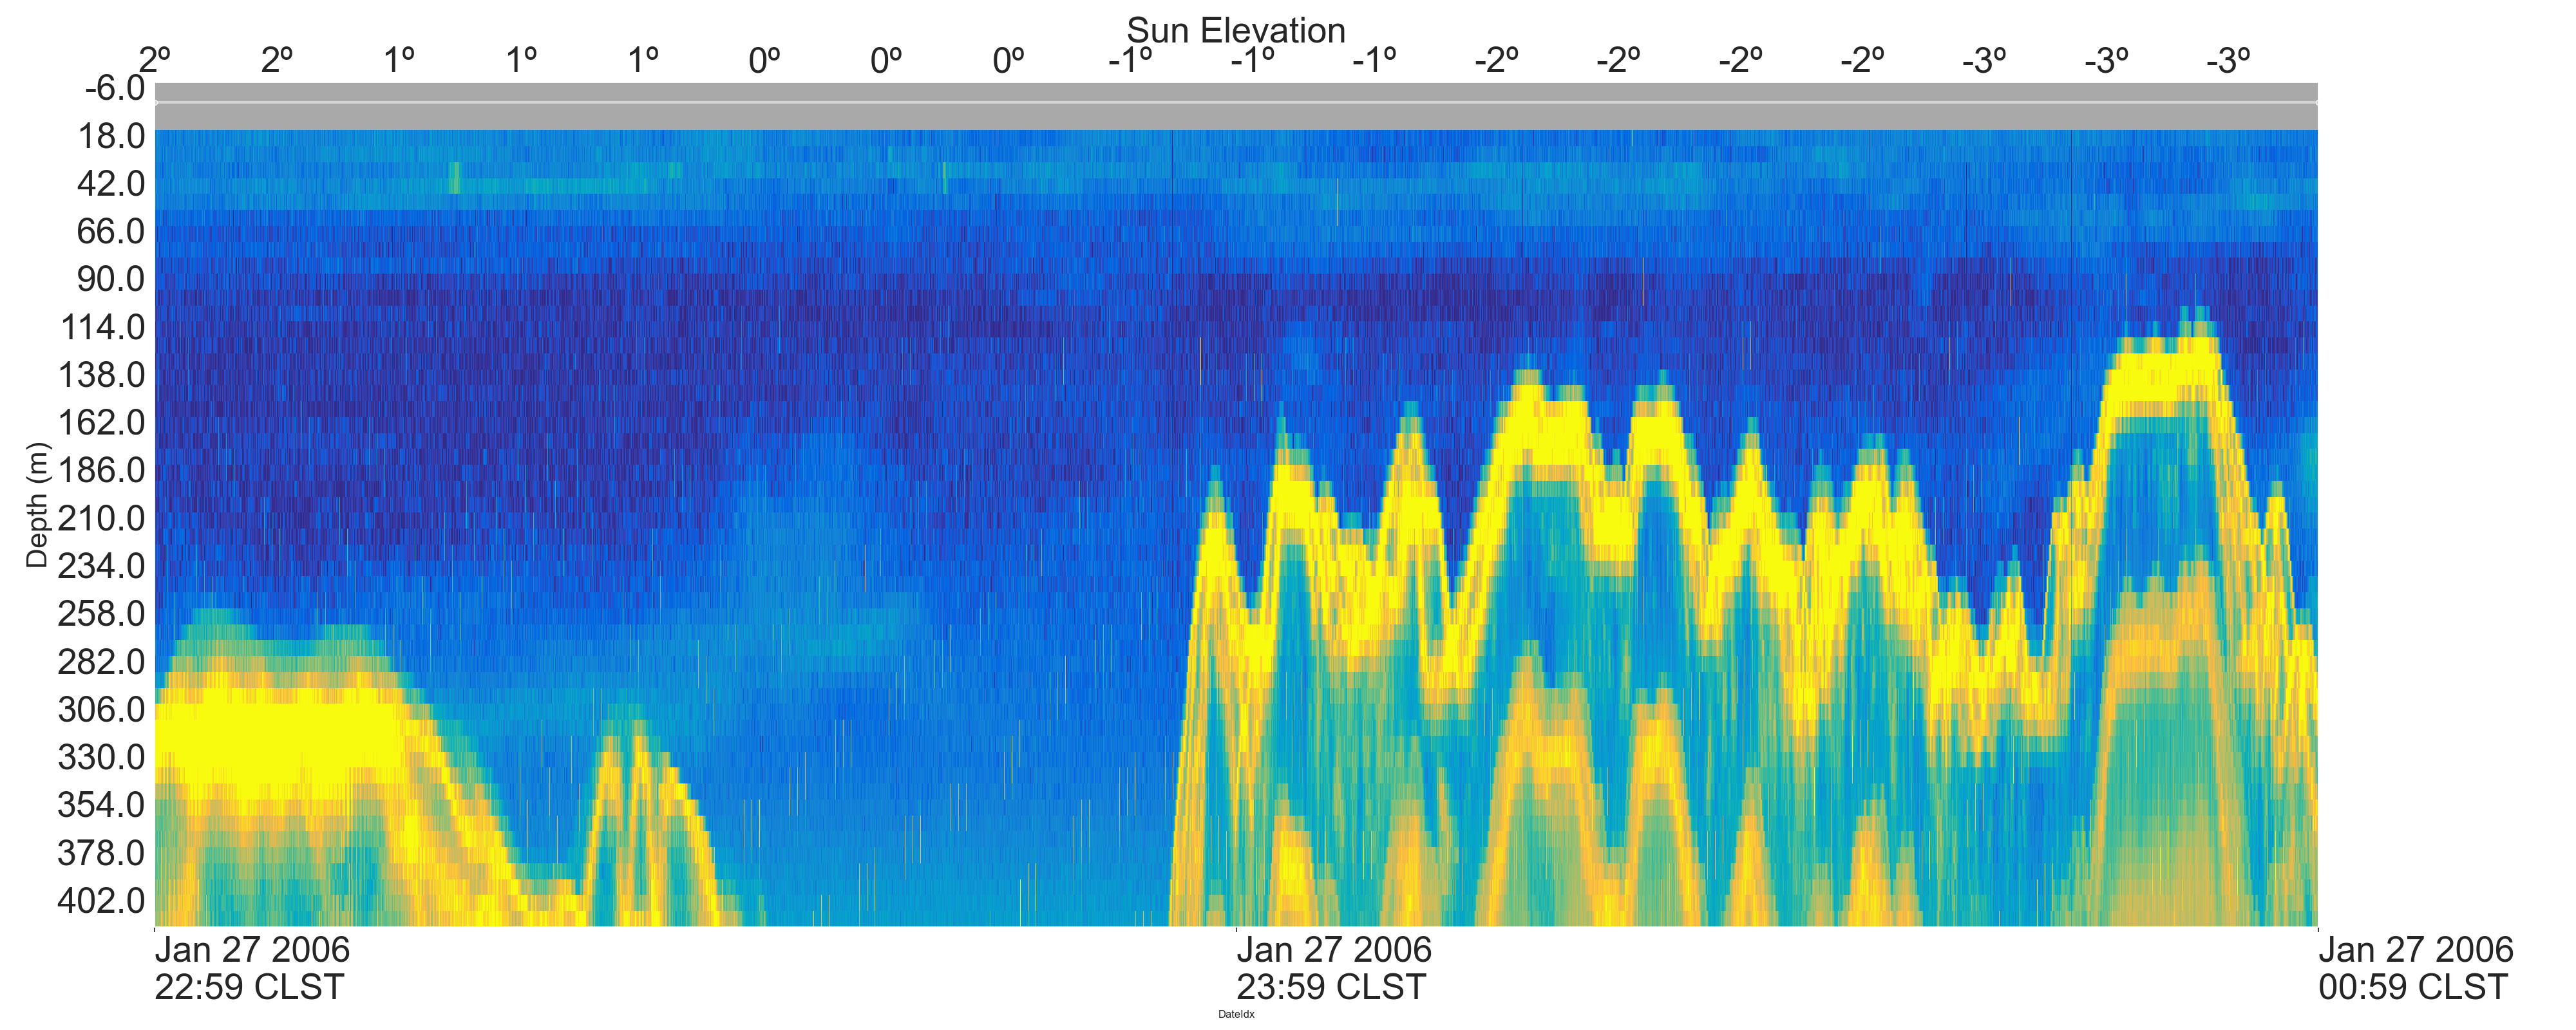 Sun Elevation
2º 2º 1º 1º 1º 0º 0º 0º -1º -1º -1º -2º -2º -2º -2º -3º -3º -3º
-6.0
18.0
42.0
66.0
90.0
114.0
138.0
162.0
186.0
210.0
234.0
258.0
282.0
306.0
330.0
354.0
378.0
402.0
Depth (m)
Jan 27 2006
22:59 CLST
Jan 27 2006
23:59 CLST
Jan 27 2006
00:59 CLST
DateIdx